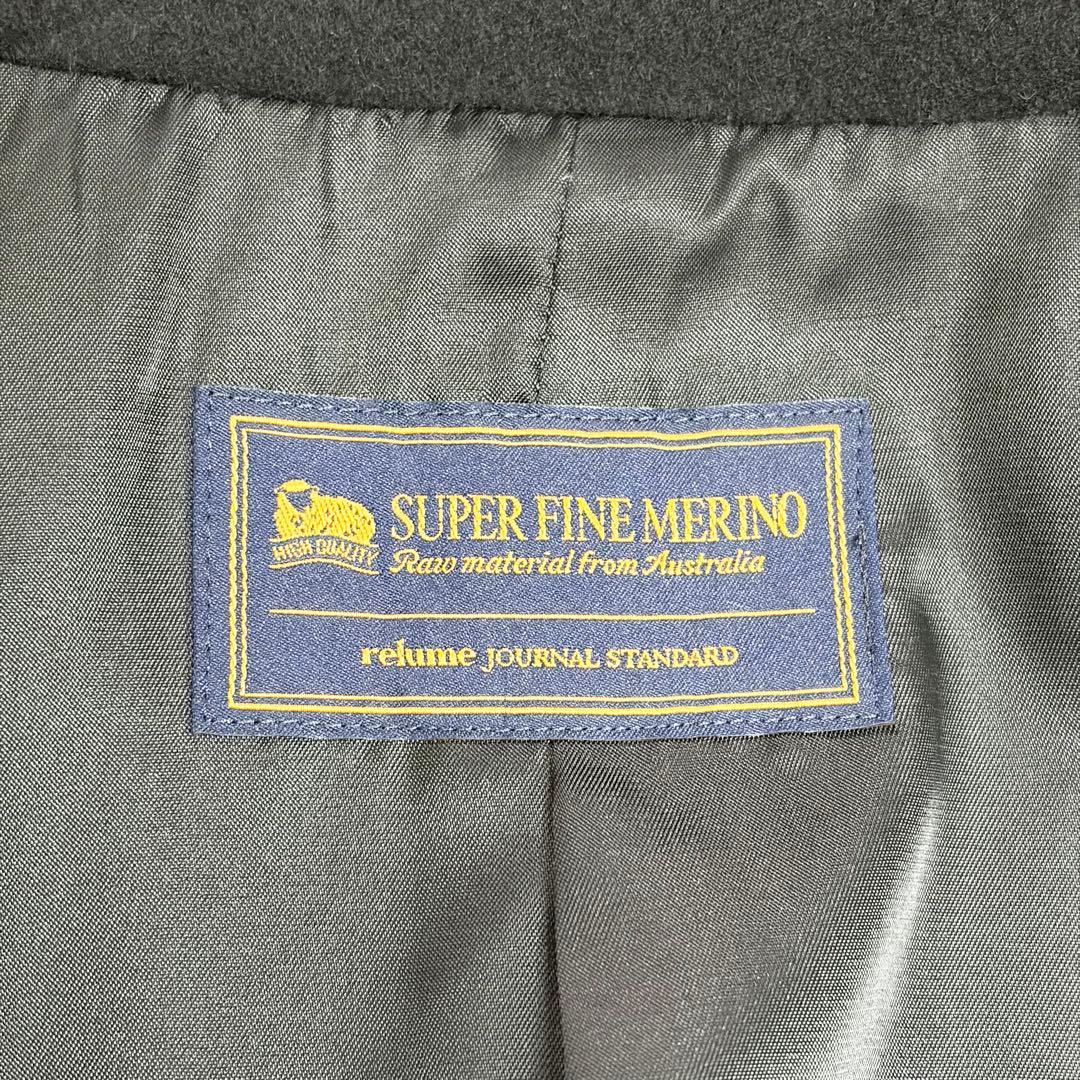 SUPER FINE MERINO
HIGH QUALITY
Raw material from Australia
relume JOURNAL STANDARD